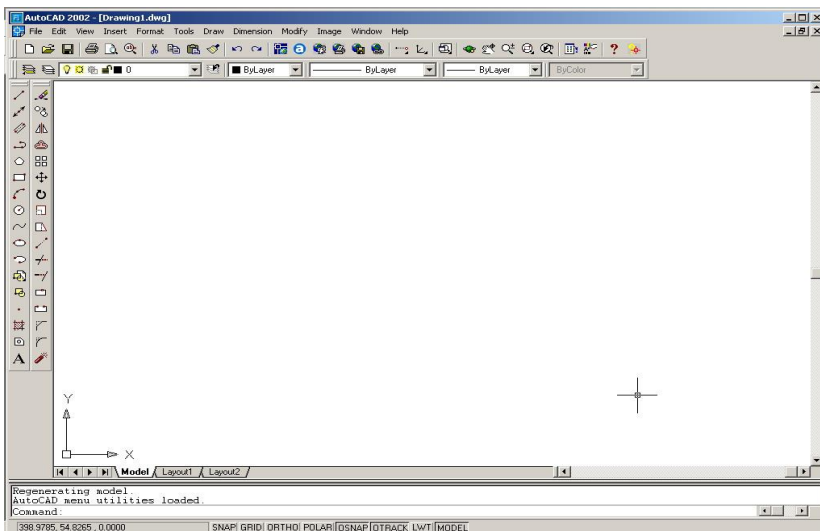 AutoCAD 2002 - [Drawing1.dwg]
File Edit View Insert Format Tools Draw Dimension Modify Image Window Help
0 ByLayer ByLayer ByLayer ByColor
A
Y
X
Model Layout1 Layout2
Regenerating model.
AutoCAD menu utilities loaded.
Command:
398.9785, 54.8265 , 0.0000 SNAP GRID ORTHO POLAR OSNAP OTRACK LWT MODEL